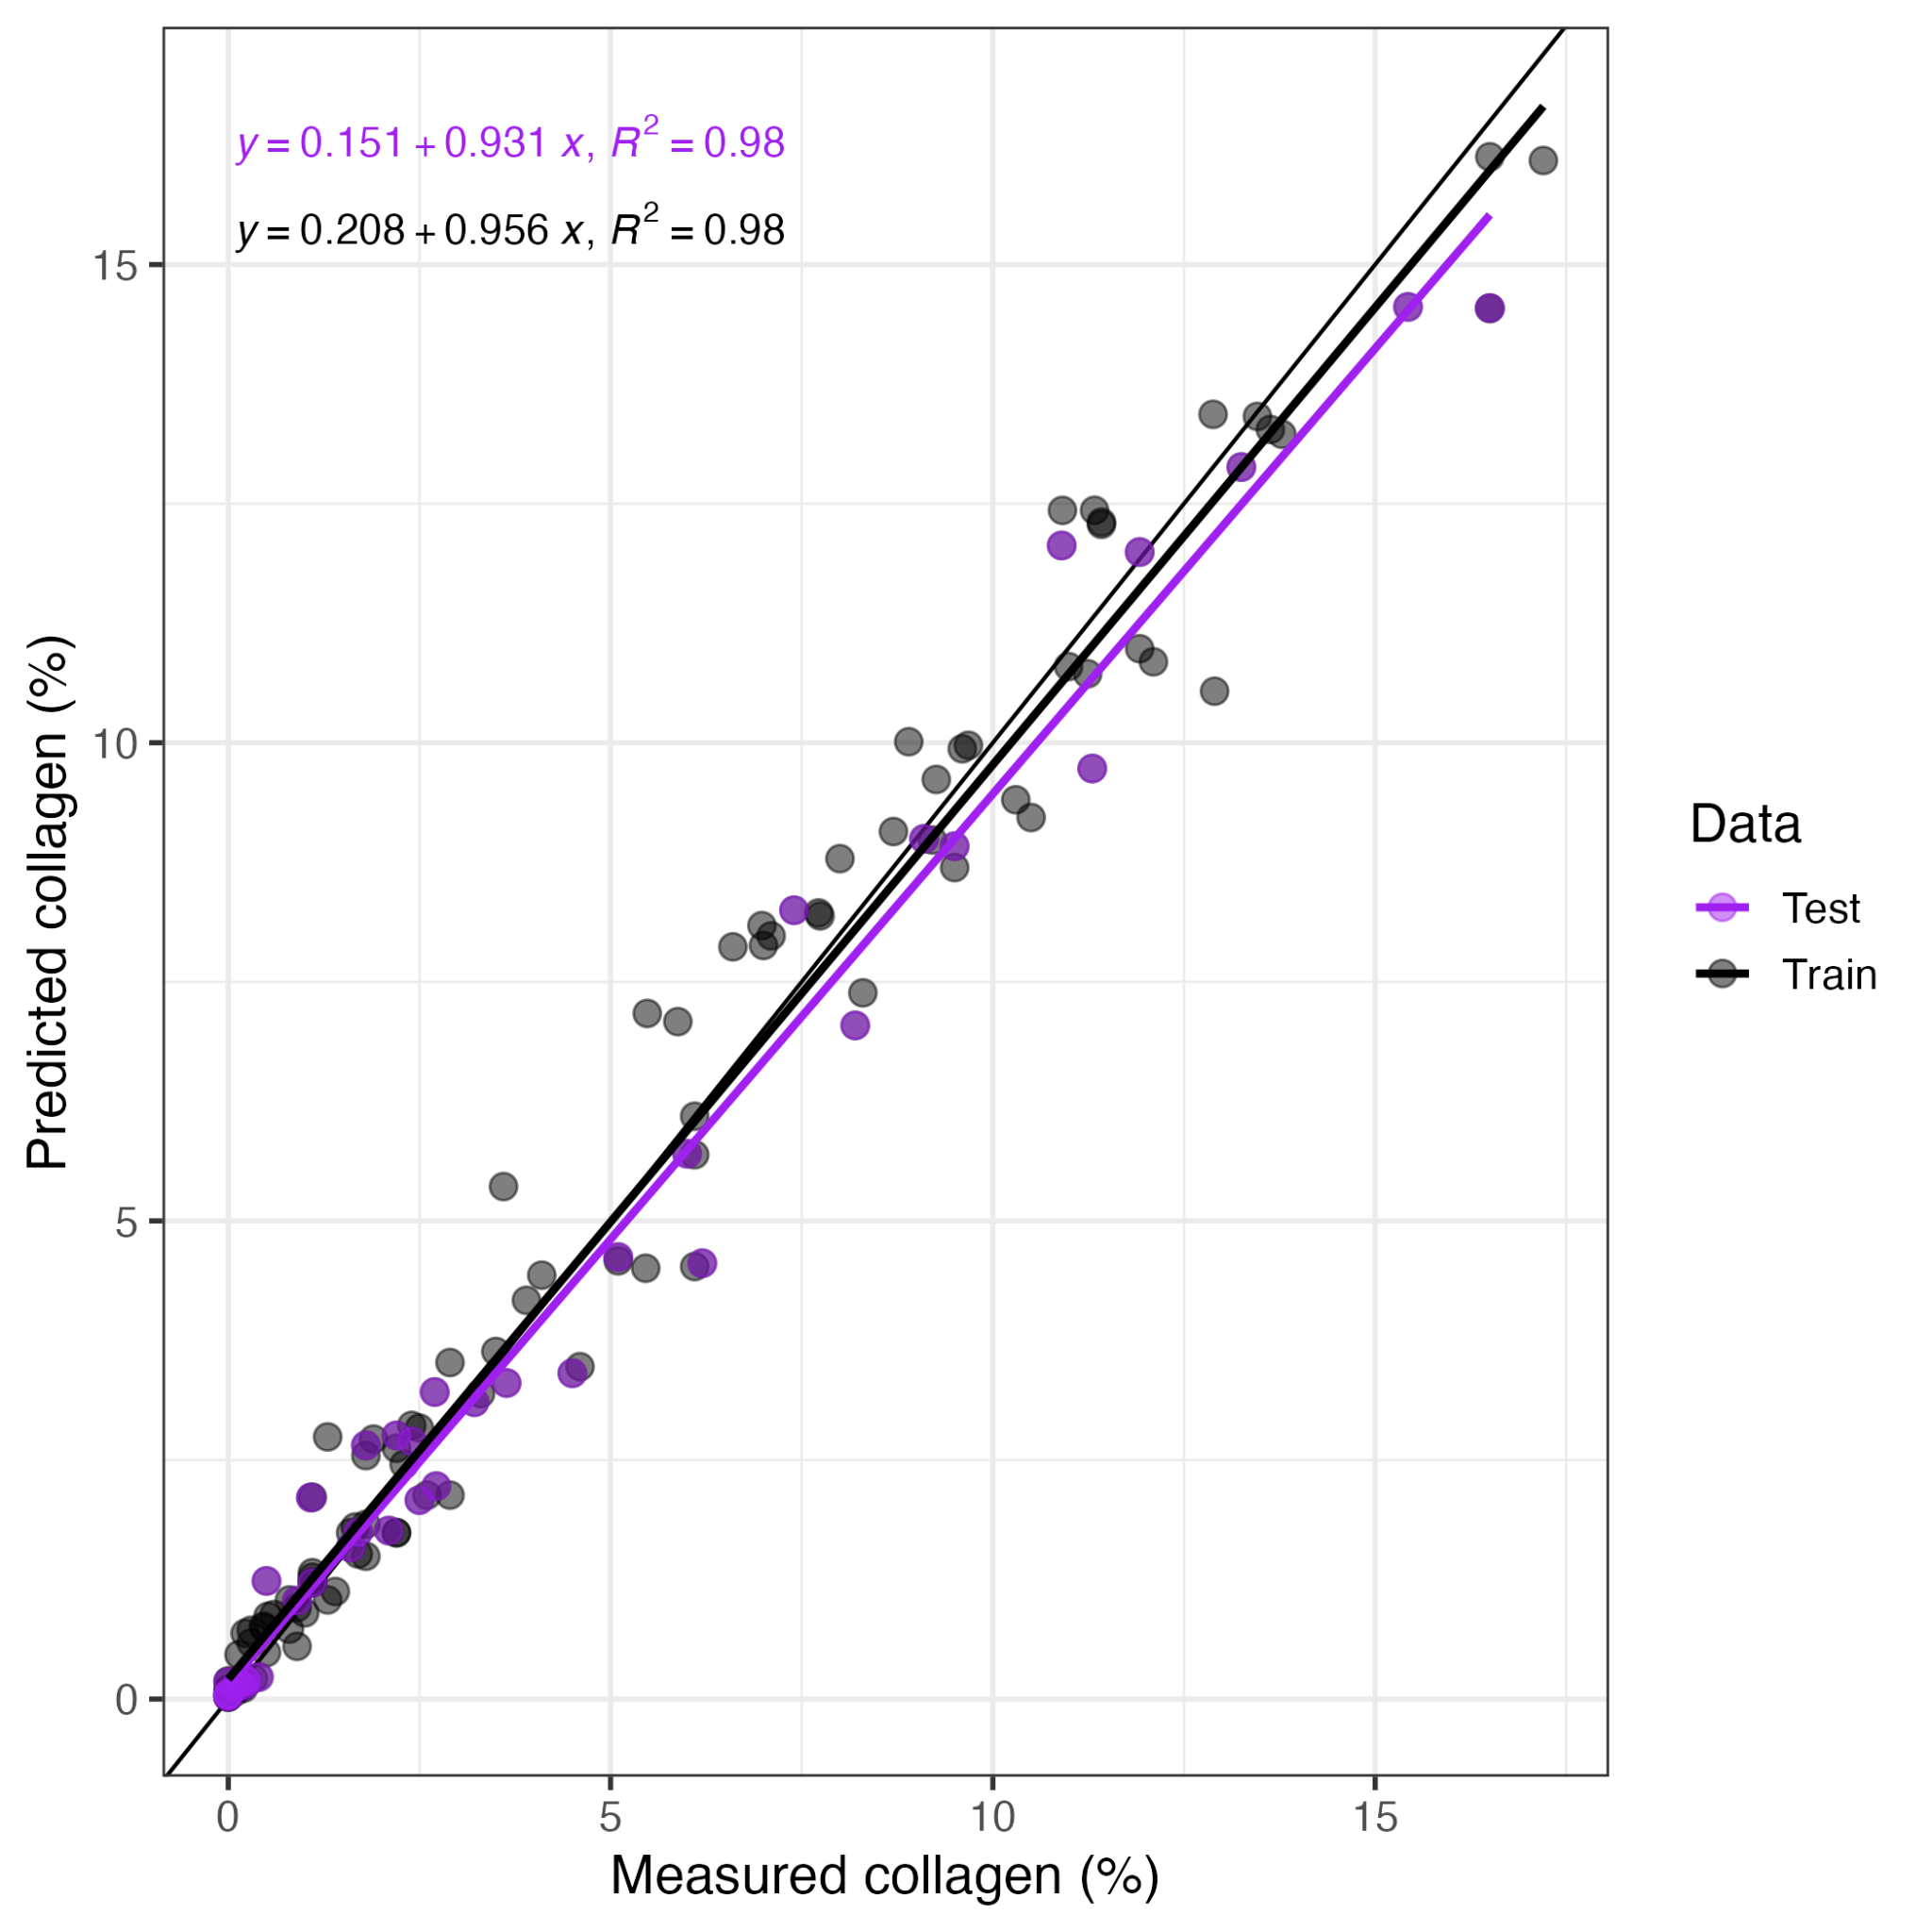 y = 0.151 + 0.931 x, R² = 0.98
y = 0.208 + 0.956 x, R² = 0.98
15
10
5
0
0 5 10 15
Measured collagen (%)
Predicted collagen (%)
Data
Test
Train